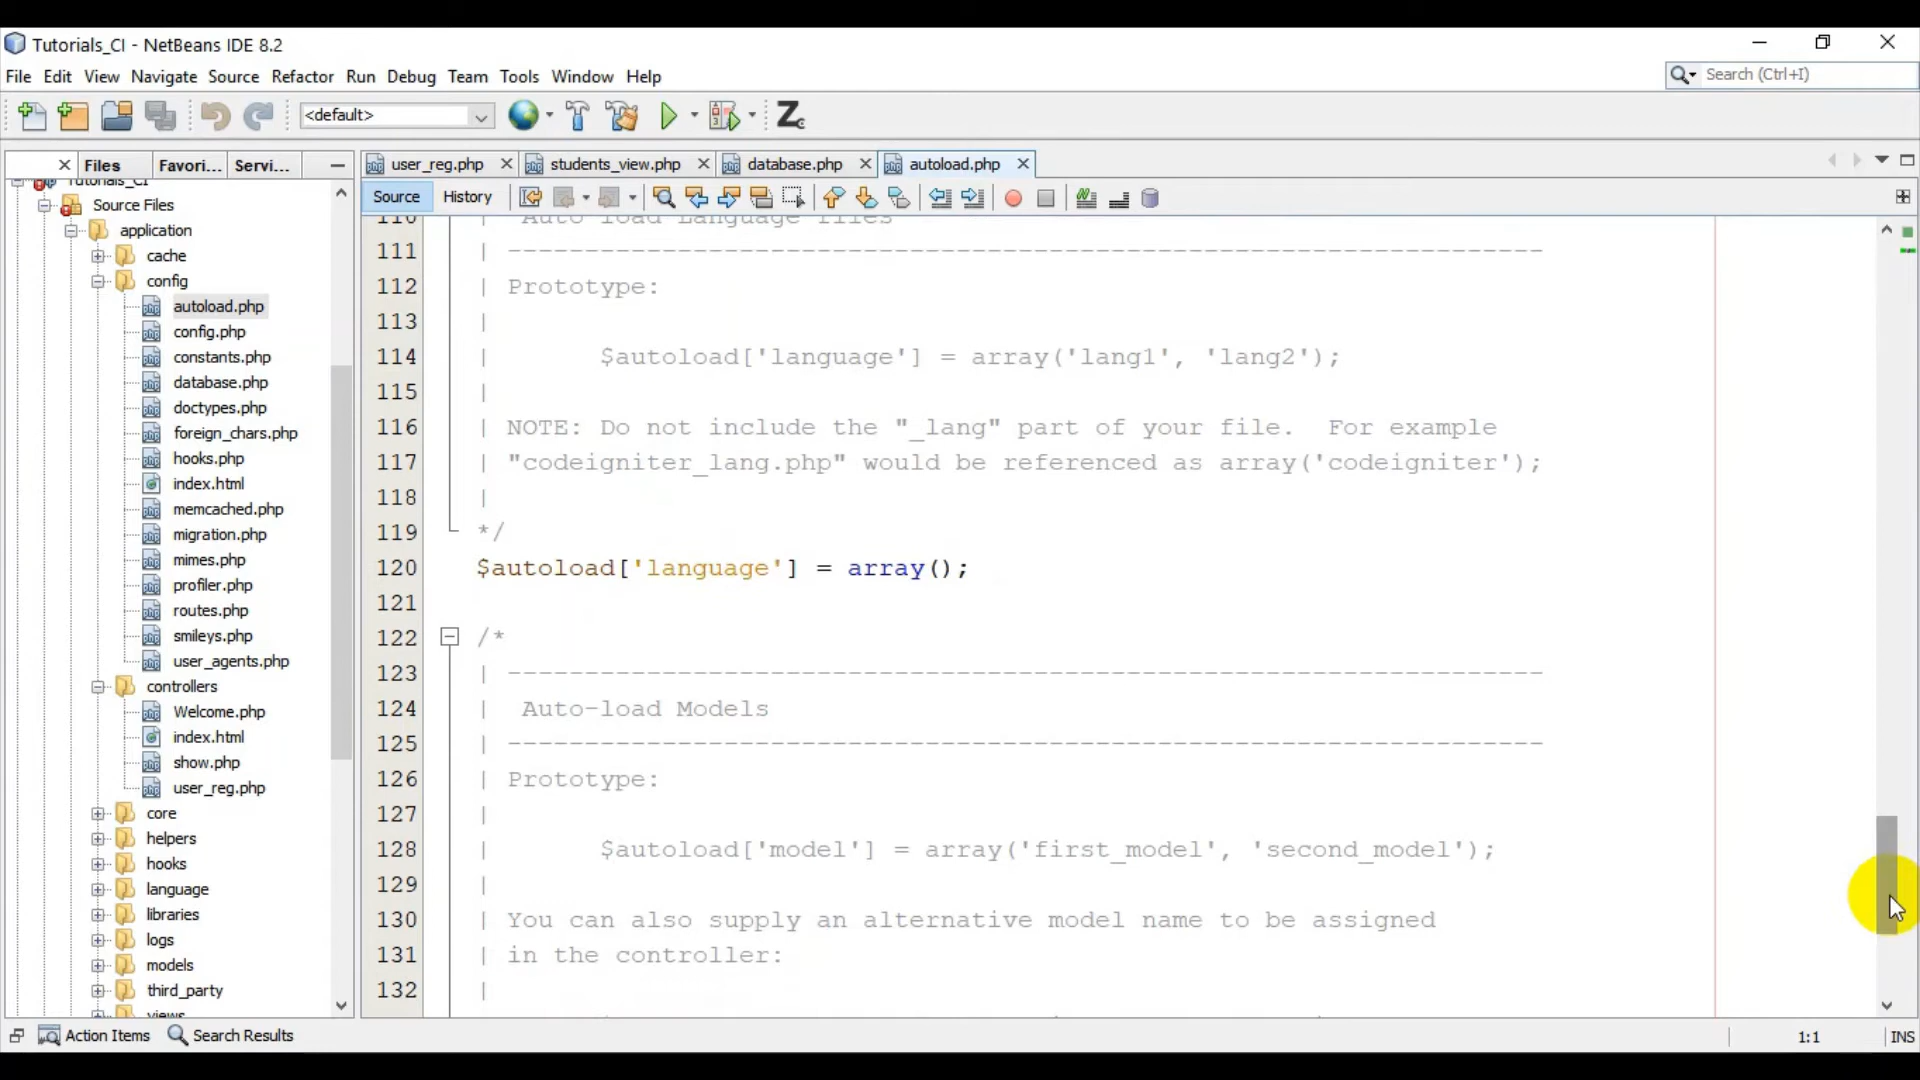 Tutorials_CI - NetBeans IDE 8.2
File Edit View Navigate Source Refactor Run Debug Team Tools Window Help
Search (Ctrl+I)
<default>
Files Favori... Servi...
user_reg.php students_view.php database.php autoload.php
Source History
Tutorials_CI
Source Files
application
cache
config
autoload.php
config.php
constants.php
database.php
doctypes.php
foreign_chars.php
hooks.php
index.html
memcached.php
migration.php
mimes.php
profiler.php
routes.php
smileys.php
user_agents.php
controllers
Welcome.php
index.html
show.php
user_reg.php
core
helpers
hooks
language
libraries
logs
models
third_party
views
110 | Auto-load Language files
111 | -------------------------------------------------------------------
112 | Prototype:
113 |
114 | $autoload['language'] = array('lang1', 'lang2');
115 |
116 | NOTE: Do not include the "_lang" part of your file. For example
117 | "codeigniter_lang.php" would be referenced as array('codeigniter');
118 |
119 */
120 $autoload['language'] = array();
121
122 /*
123 | -------------------------------------------------------------------
124 | Auto-load Models
125 | -------------------------------------------------------------------
126 | Prototype:
127 |
128 | $autoload['model'] = array('first_model', 'second_model');
129 |
130 | You can also supply an alternative model name to be assigned
131 | in the controller:
132 |
Action Items Search Results
1:1 INS